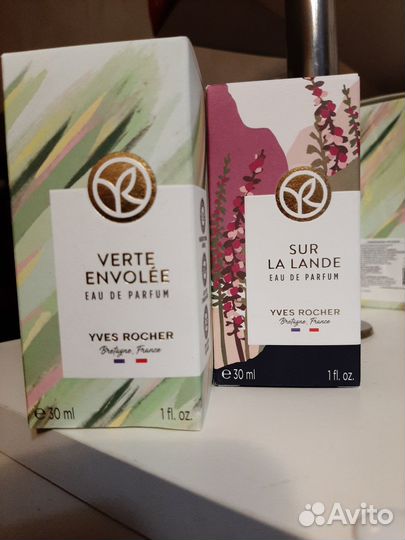 VERTE
ENVOLÉE
EAU DE PARFUM
YVES ROCHER
Bretagne, France
℮ 30 ml 1 fl. oz.
SUR
LA LANDE
EAU DE PARFUM
YVES ROCHER
Bretagne, France
℮ 30 ml 1 fl. oz.
Avito